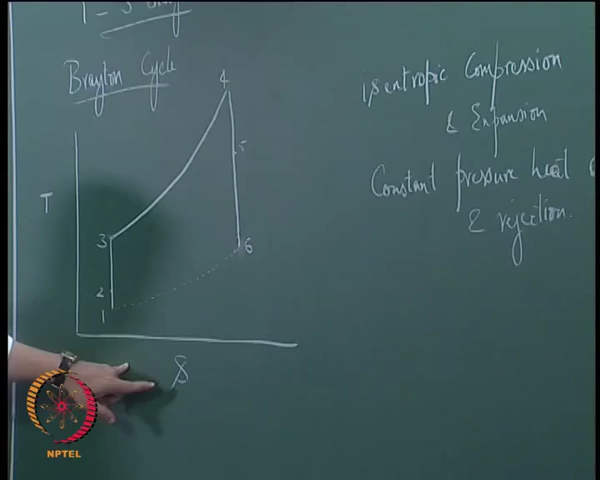 T - S
Brayton Cycle
4
5
T
3
6
2
1
S
isentropic Compression
& Expansion
Constant pressure heat
& rejection.
NPTEL